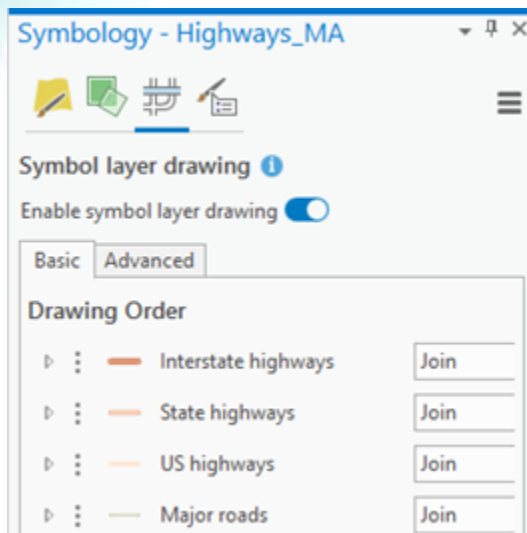 Symbology - Highways_MA
Symbol layer drawing
Enable symbol layer drawing
Basic Advanced
Drawing Order
Interstate highways Join
State highways Join
US highways Join
Major roads Join